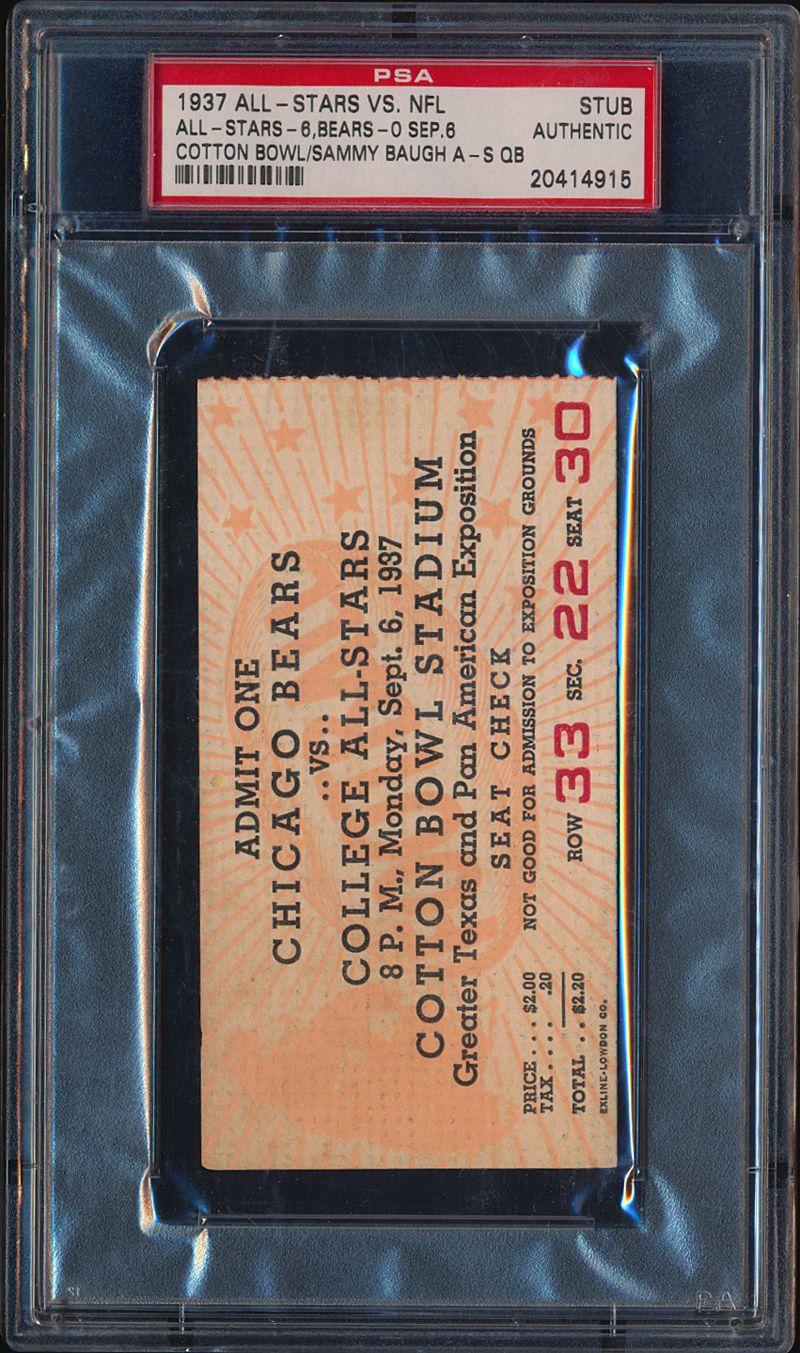 PSA
1937 ALL-STARS VS. NFL STUB
ALL-STARS-6,BEARS-0 SEP.6 AUTHENTIC
COTTON BOWL/SAMMY BAUGH A-S QB
20414915
ADMIT ONE
CHICAGO BEARS
..VS..
COLLEGE ALL-STARS
8 P. M., Monday, Sept. 6, 1937
COTTON BOWL STADIUM
Greater Texas and Pan American Exposition
SEAT CHECK
NOT GOOD FOR ADMISSION TO EXPOSITION GROUNDS
PRICE . . . $2.00
TAX . . . . .20
TOTAL . . $2.20
ROW 33 SEC. 22 SEAT 30
EXLINE-LOWDON CO.